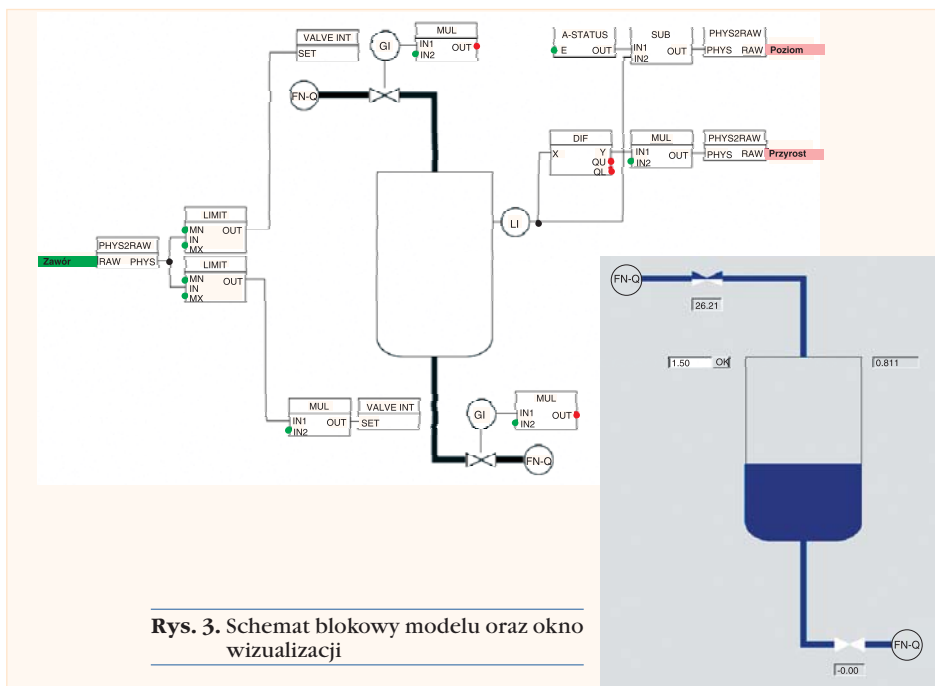 VALVE INT
SET
GI
MUL
IN1 OUT
IN2
FN-Q
A-STATUS
E OUT
SUB
IN1 OUT
IN2
PHYS2RAW
PHYS RAW
Poziom
DIF
X Y
QU
QL
MUL
IN1 OUT
IN2
PHYS2RAW
PHYS RAW
Przyrost
LI
LIMIT
MN OUT
IN
MX
PHYS2RAW
Zawór
RAW PHYS
LIMIT
MN OUT
IN
MX
MUL
IN1 OUT
IN2
VALVE INT
SET
GI
MUL
IN1 OUT
IN2
FN-Q
FN-Q
26.21
1.50 OK
0.811
FN-Q
-0.00
Rys. 3. Schemat blokowy modelu oraz okno
wizualizacji